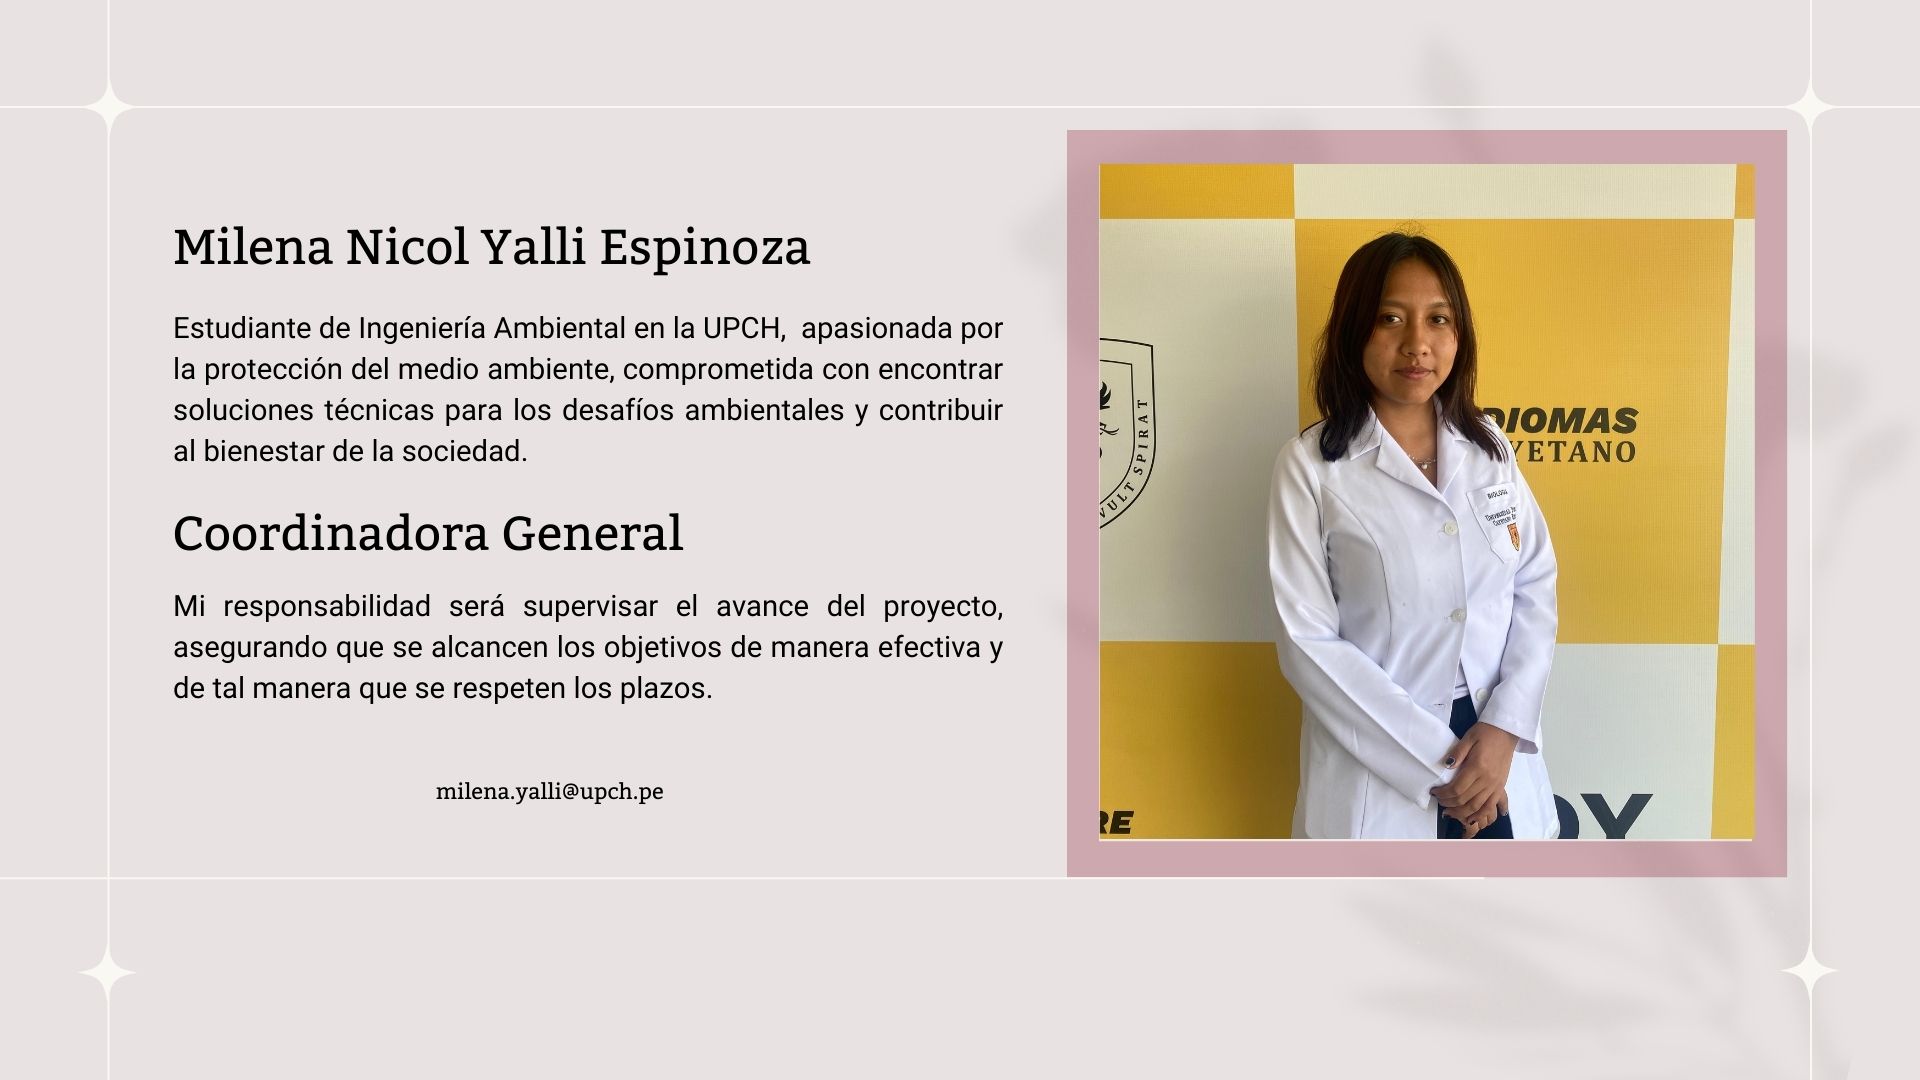 Milena Nicol Yalli Espinoza
Estudiante de Ingeniería Ambiental en la UPCH, apasionada por
la protección del medio ambiente, comprometida con encontrar
soluciones técnicas para los desafíos ambientales y contribuir
al bienestar de la sociedad.
Coordinadora General
Mi responsabilidad será supervisar el avance del proyecto,
asegurando que se alcancen los objetivos de manera efectiva y
de tal manera que se respeten los plazos.
milena.yalli@upch.pe
VULT SPIRAT
DIOMAS
YETANO
RE
OY